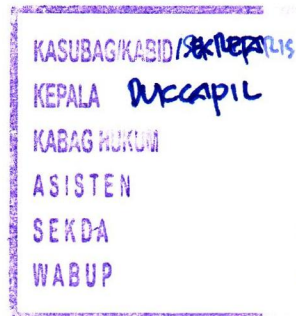 KASUBAG/KABID/SEKRETARIS
KEPALA DUKCAPIL
KABAG HUKUM
ASISTEN
SEKDA
WABUP